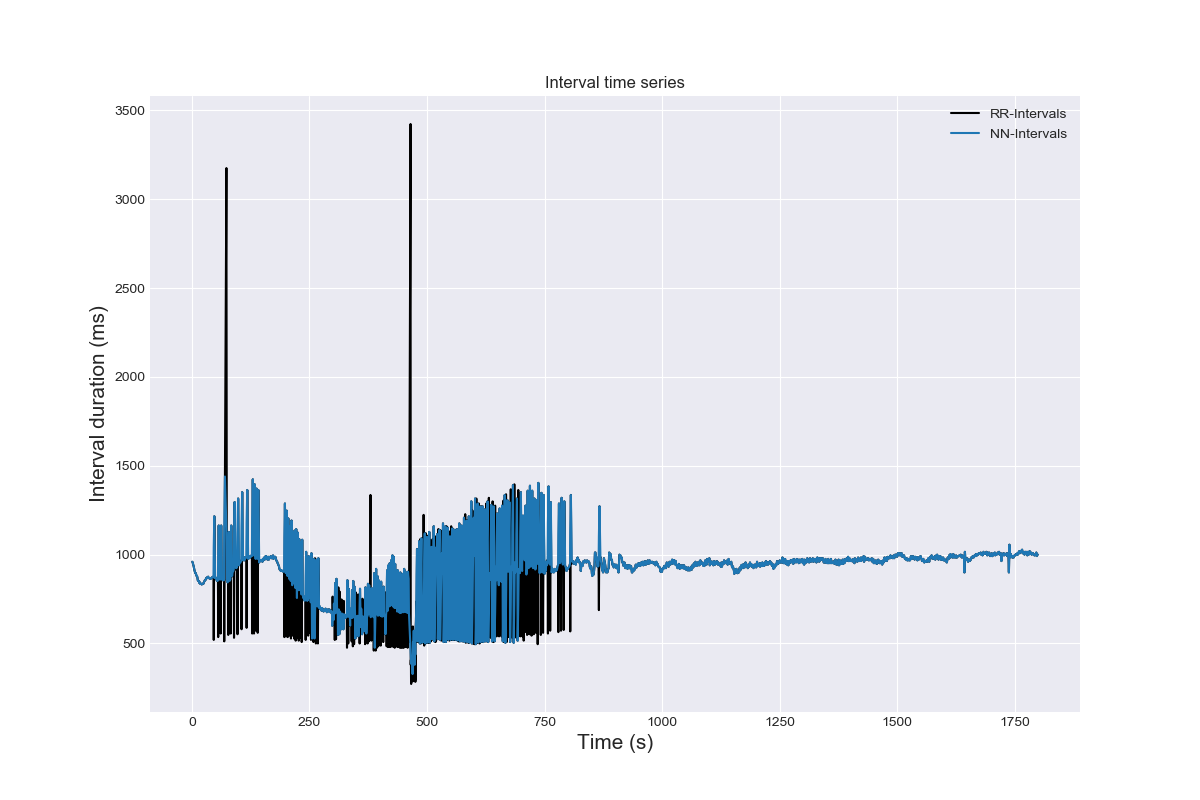 Interval time series
RR-Intervals
NN-Intervals
3500
3000
2500
2000
1500
1000
500
Interval duration (ms)
0 250 500 750 1000 1250 1500 1750
Time (s)